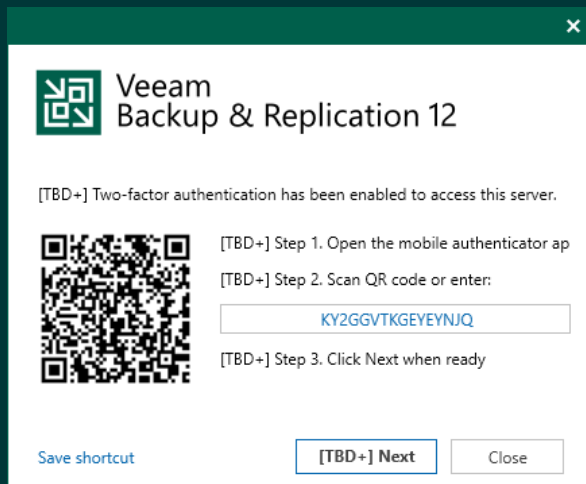 Veeam
Backup & Replication 12
[TBD+] Two-factor authentication has been enabled to access this server.
[TBD+] Step 1. Open the mobile authenticator ap
[TBD+] Step 2. Scan QR code or enter:
KY2GGVTKGEYEYNJQ
[TBD+] Step 3. Click Next when ready
Save shortcut
[TBD+] Next
Close